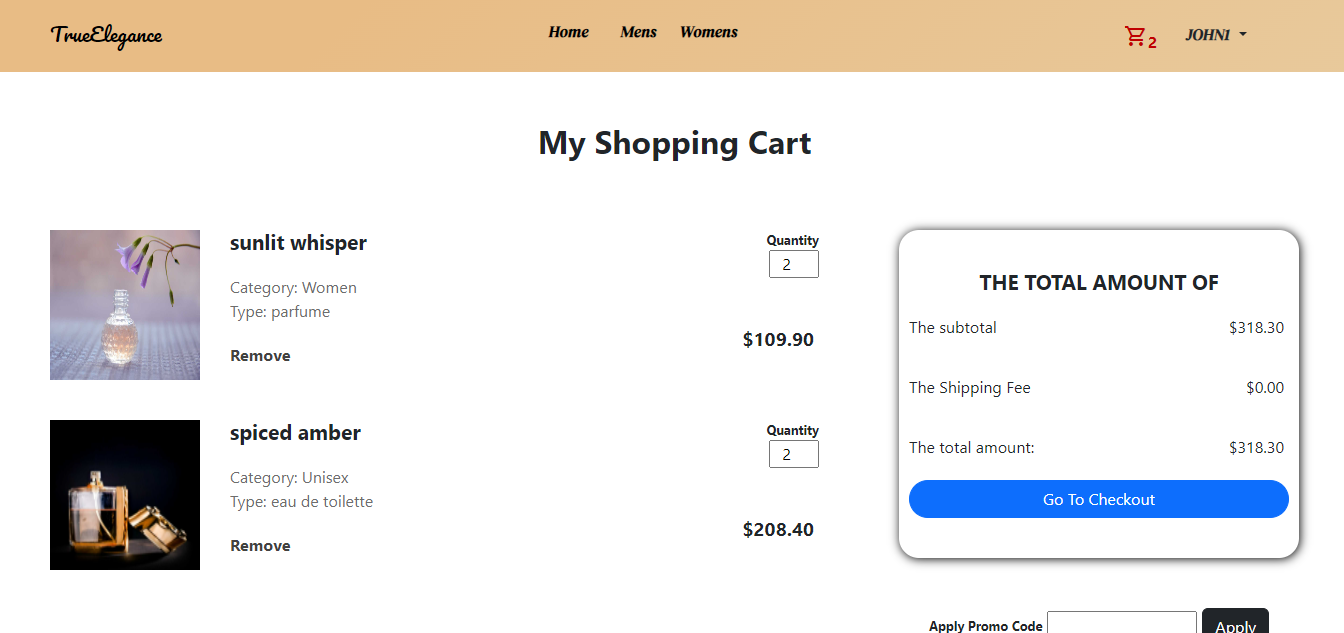 TrueElegance
Home Mens Womens
2
JOHN1
My Shopping Cart
sunlit whisper
Category: Women
Type: parfume
Remove
Quantity
2
$109.90
spiced amber
Category: Unisex
Type: eau de toilette
Remove
Quantity
2
$208.40
THE TOTAL AMOUNT OF
The subtotal $318.30
The Shipping Fee $0.00
The total amount: $318.30
Go To Checkout
Apply Promo Code
Apply